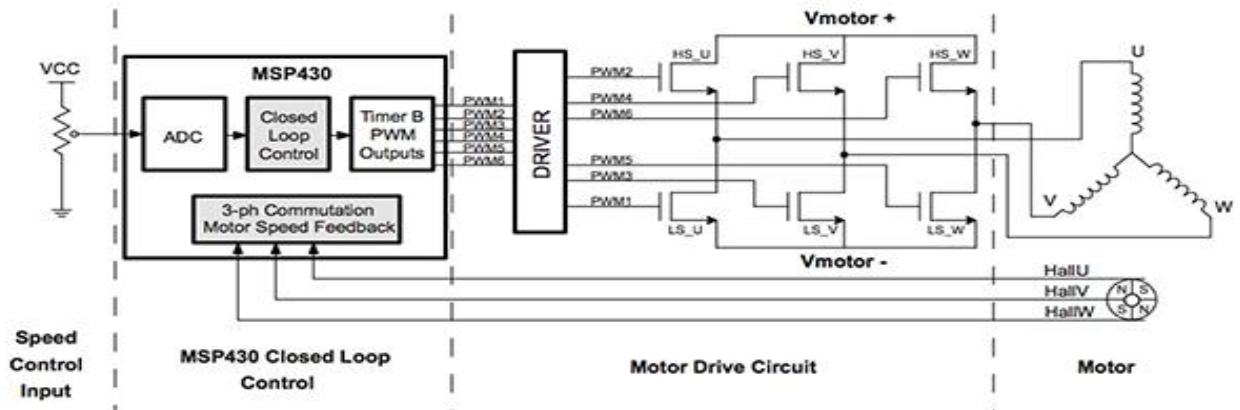 Vmotor +
VCC
MSP430
ADC
Closed
Loop
Control
Timer B
PWM
Outputs
PWM1
PWM2
PWM3
PWM4
PWM5
PWM6
3-ph Commutation
Motor Speed Feedback
DRIVER
PWM2
PWM4
PWM6
PWM5
PWM3
PWM1
HS_U
HS_V
HS_W
LS_U
LS_V
LS_W
Vmotor -
U
V
W
HallU
HallV
HallW
N S
S N
Speed
Control
Input
MSP430 Closed Loop
Control
Motor Drive Circuit
Motor